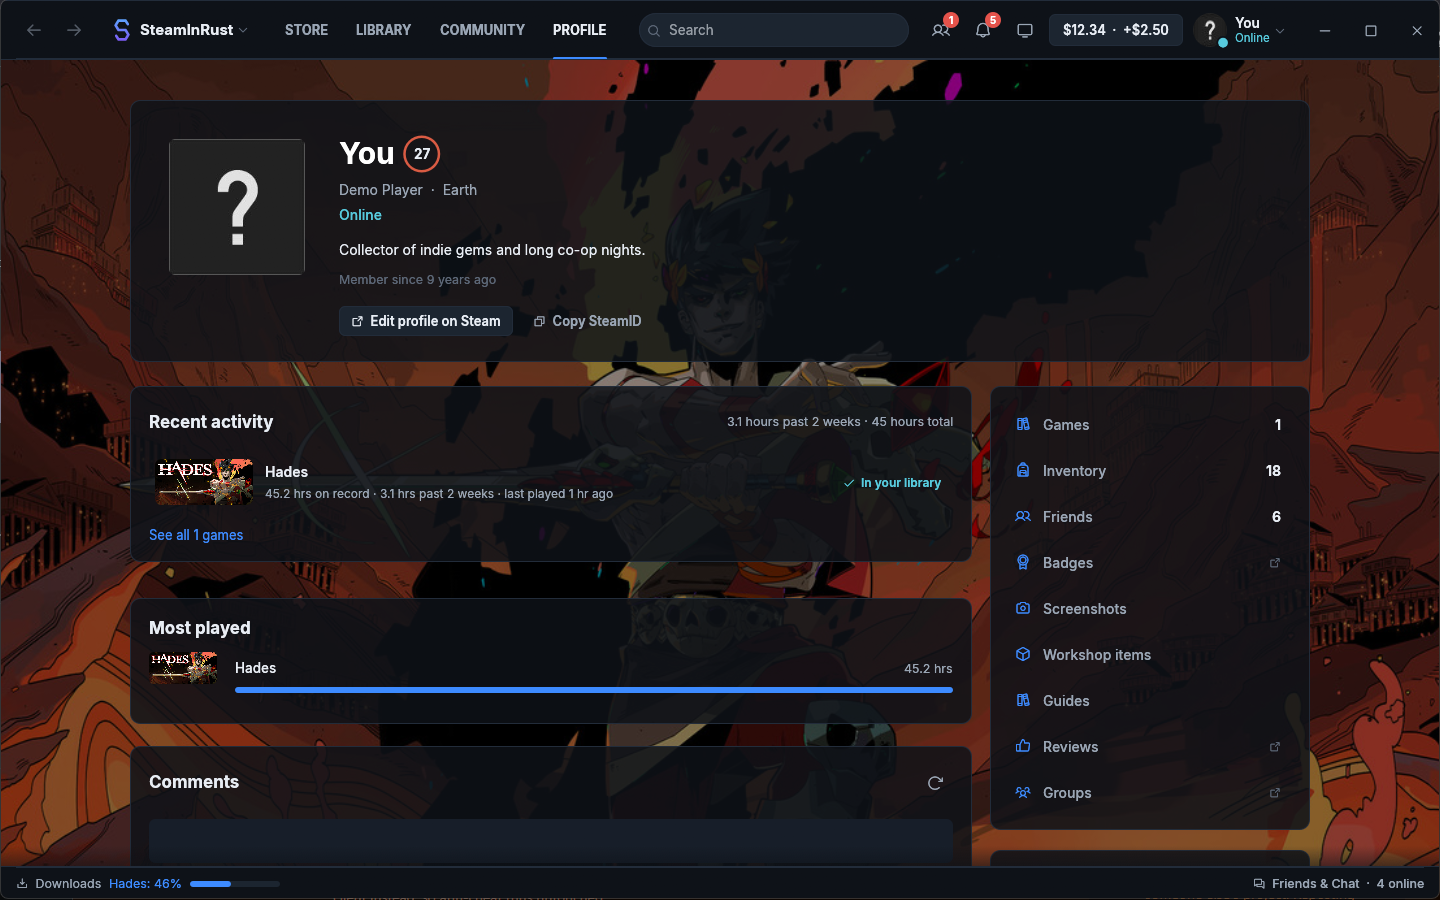 SteamInRust
STORE
LIBRARY
COMMUNITY
PROFILE
Search
1
5
$12.34 · +$2.50
?
You
Online
?
You
27
Demo Player · Earth
Online
Collector of indie gems and long co-op nights.
Member since 9 years ago
Edit profile on Steam
Copy SteamID
Recent activity
3.1 hours past 2 weeks · 45 hours total
HADES
Hades
45.2 hrs on record · 3.1 hrs past 2 weeks · last played 1 hr ago
In your library
See all 1 games
Most played
HADES
Hades
45.2 hrs
Comments
Games
1
Inventory
18
Friends
6
Badges
Screenshots
Workshop items
Guides
Reviews
Groups
Downloads
Hades: 46%
Friends & Chat · 4 online